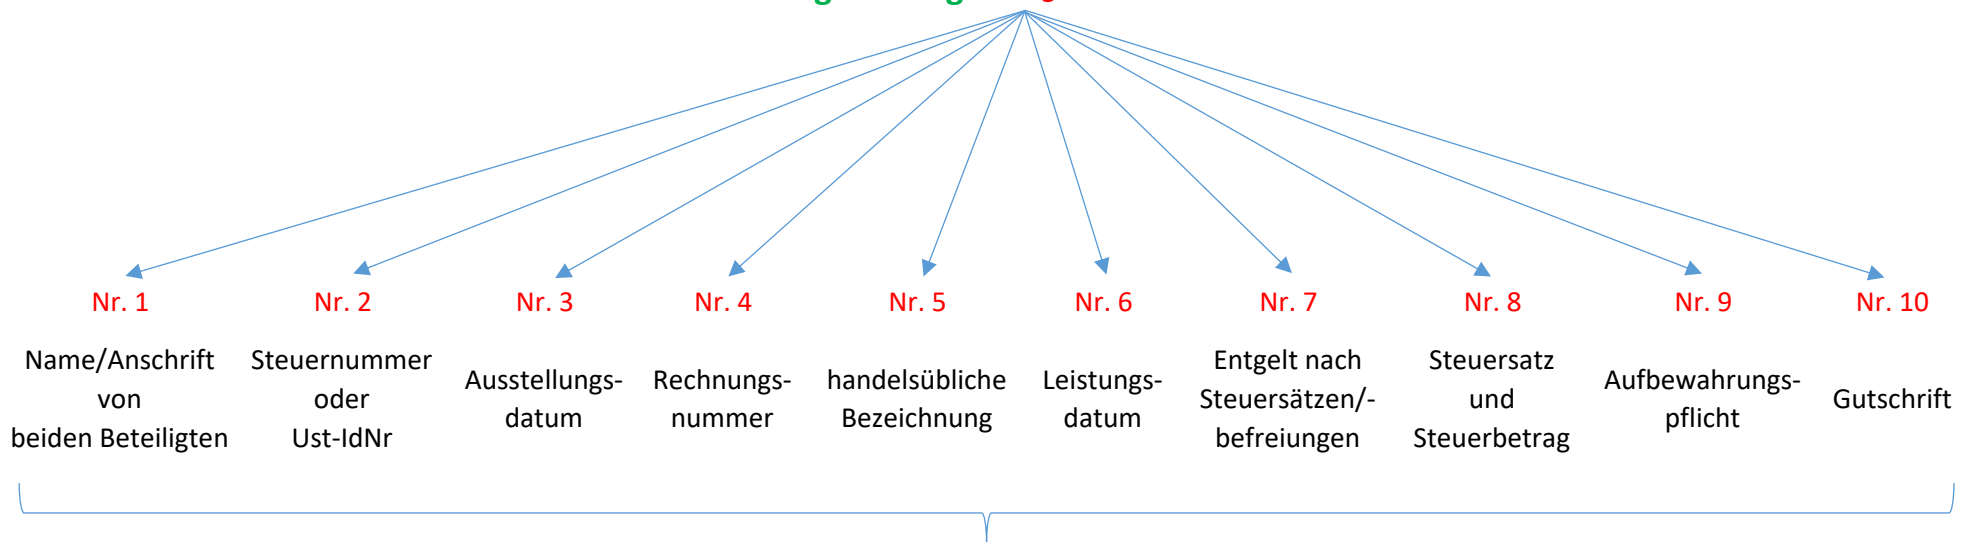 Nr. 1
Nr. 2
Nr. 3
Nr. 4
Nr. 5
Nr. 6
Nr. 7
Nr. 8
Nr. 9
Nr. 10
Name/Anschrift
von
beiden Beteiligten
Steuernummer
oder
Ust-IdNr
Ausstellungs-
datum
Rechnungs-
nummer
handelsübliche
Bezeichnung
Leistungs-
datum
Entgelt nach
Steuersätzen/-
befreiungen
Steuersatz
und
Steuerbetrag
Aufbewahrungs-
pflicht
Gutschrift